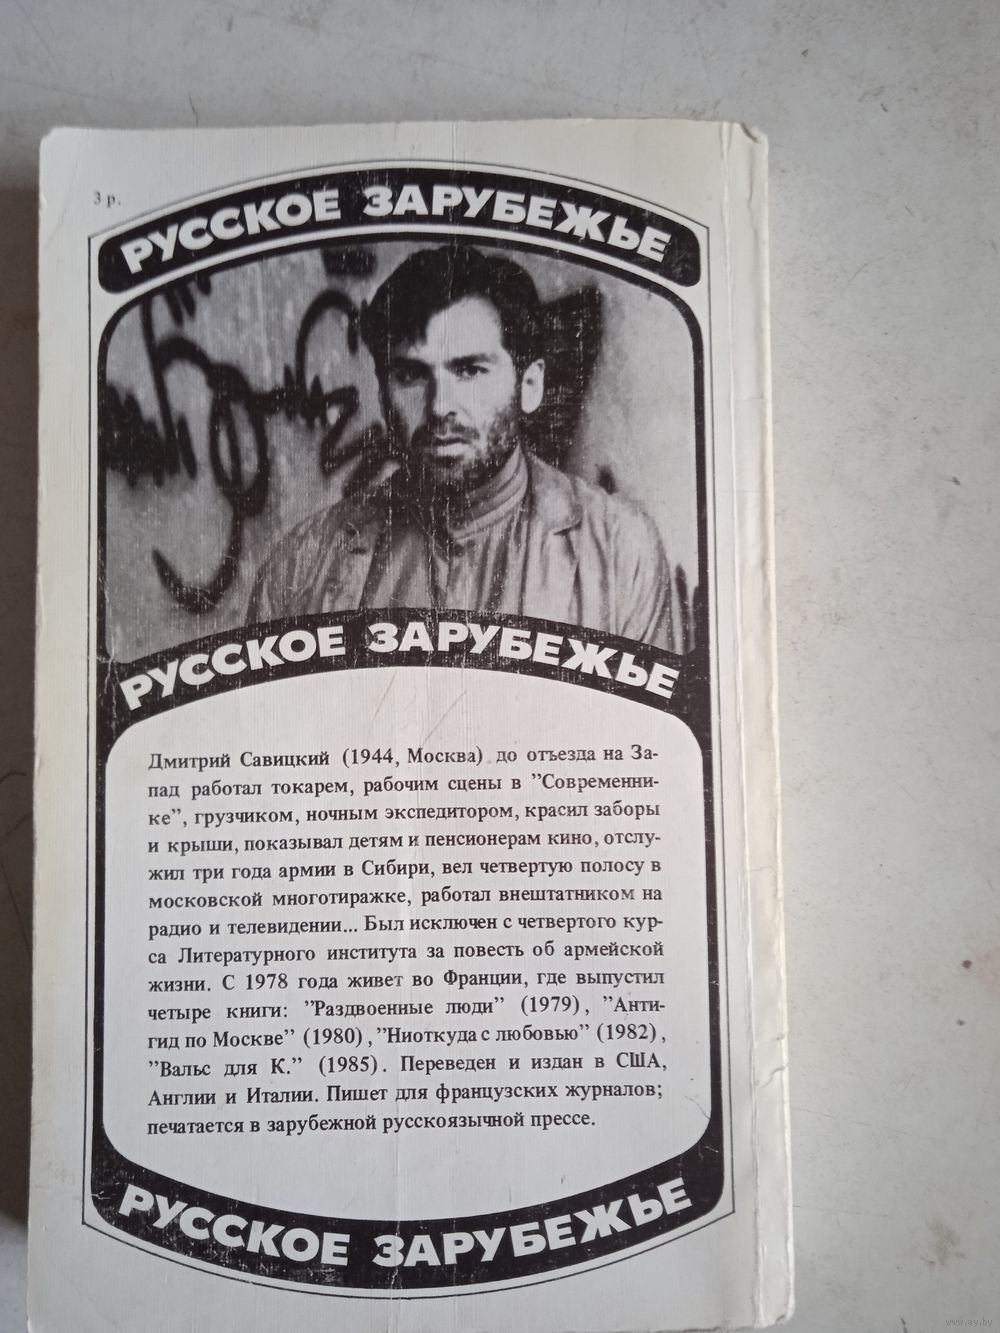 3 р.
РУССКОЕ ЗАРУБЕЖЬЕ
РУССКОЕ ЗАРУБЕЖЬЕ
Дмитрий Савицкий (1944, Москва) до отъезда на За-
пад работал токарем, рабочим сцены в ”Современни-
ке”, грузчиком, ночным экспедитором, красил заборы
и крыши, показывал детям и пенсионерам кино, отслу-
жил три года армии в Сибири, вел четвертую полосу в
московской многотиражке, работал внештатником на
радио и телевидении... Был исключен с четвертого кур-
са Литературного института за повесть об армейской
жизни. С 1978 года живет во Франции, где выпустил
четыре книги: ”Раздвоенные люди” (1979), ”Анти-
гид по Москве” (1980), ”Ниоткуда с любовью” (1982),
”Вальс для К.” (1985). Переведен и издан в США,
Англии и Италии. Пишет для французских журналов;
печатается в зарубежной русскоязычной прессе.
РУССКОЕ ЗАРУБЕЖЬЕ
www.ay.by